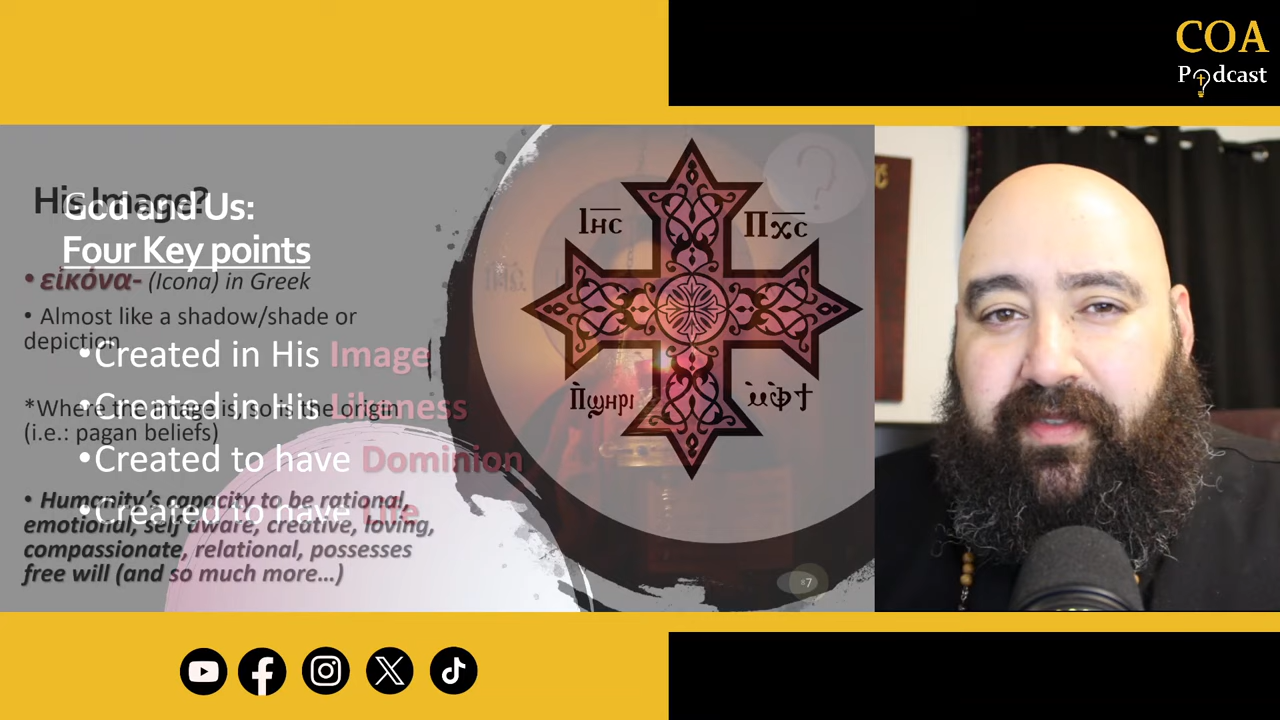 COA
Podcast
His Image?
God and Us:
Four Key points
• εἰκόνα- (Icona) in Greek
• Almost like a shadow/shade or
depiction
•Created in His Image
•Created in His Likeness
*Where the image is, so is the origin
(i.e.: pagan beliefs)
•Created to have Dominion
•Created to have Life
• Humanity's capacity to be rational,
emotional, self aware, creative, loving,
compassionate, relational, possesses
free will (and so much more...)
Ⲓⲏⲥ Ⲡⲭⲥ
Ⲡ̀ϣⲏⲣⲓ ⲙ̀ⲫϯ